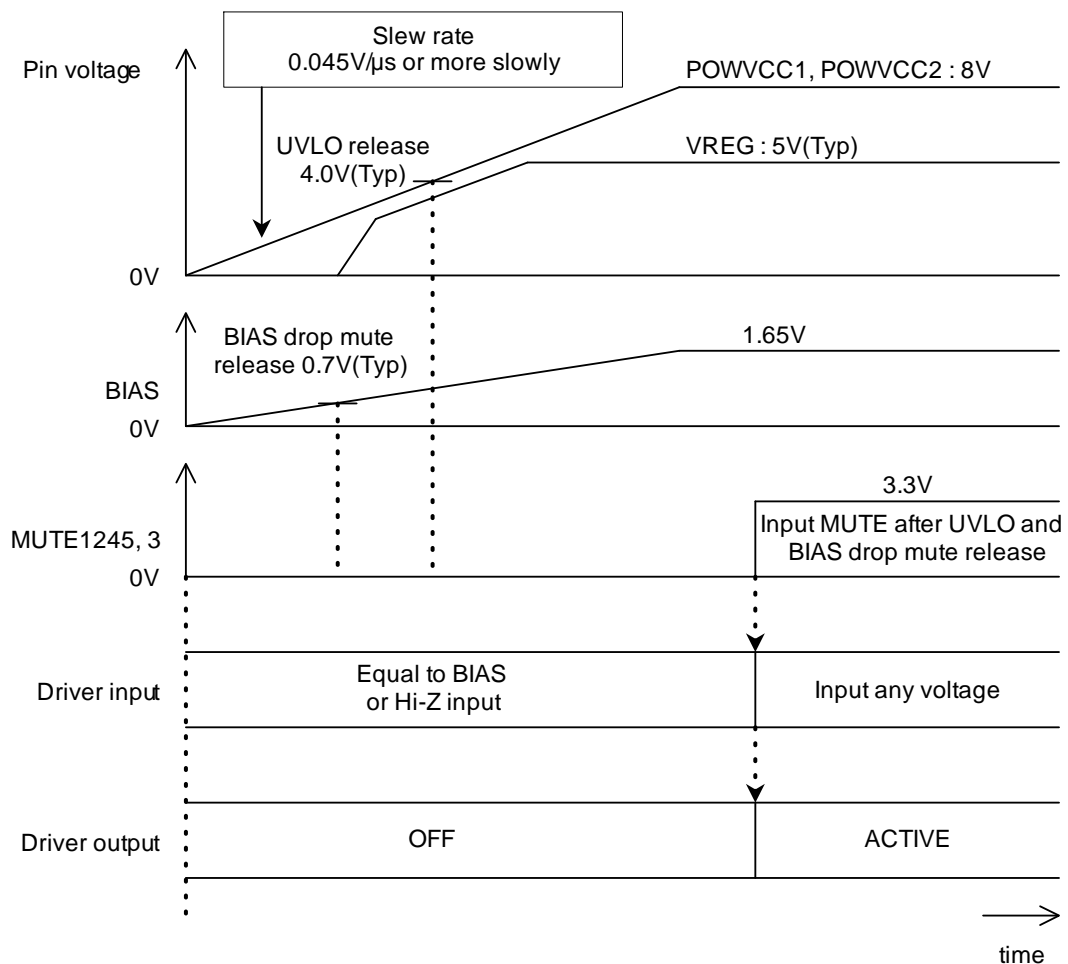 Slew rate
0.045V/µs or more slowly
Pin voltage
POWVCC1, POWVCC2 : 8V
UVLO release
4.0V(Typ)
VREG : 5V(Typ)
0V
BIAS drop mute
release 0.7V(Typ)
1.65V
BIAS
0V
3.3V
MUTE1245, 3
Input MUTE after UVLO and
BIAS drop mute release
0V
Driver input
Equal to BIAS
or Hi-Z input
Input any voltage
Driver output
OFF
ACTIVE
time